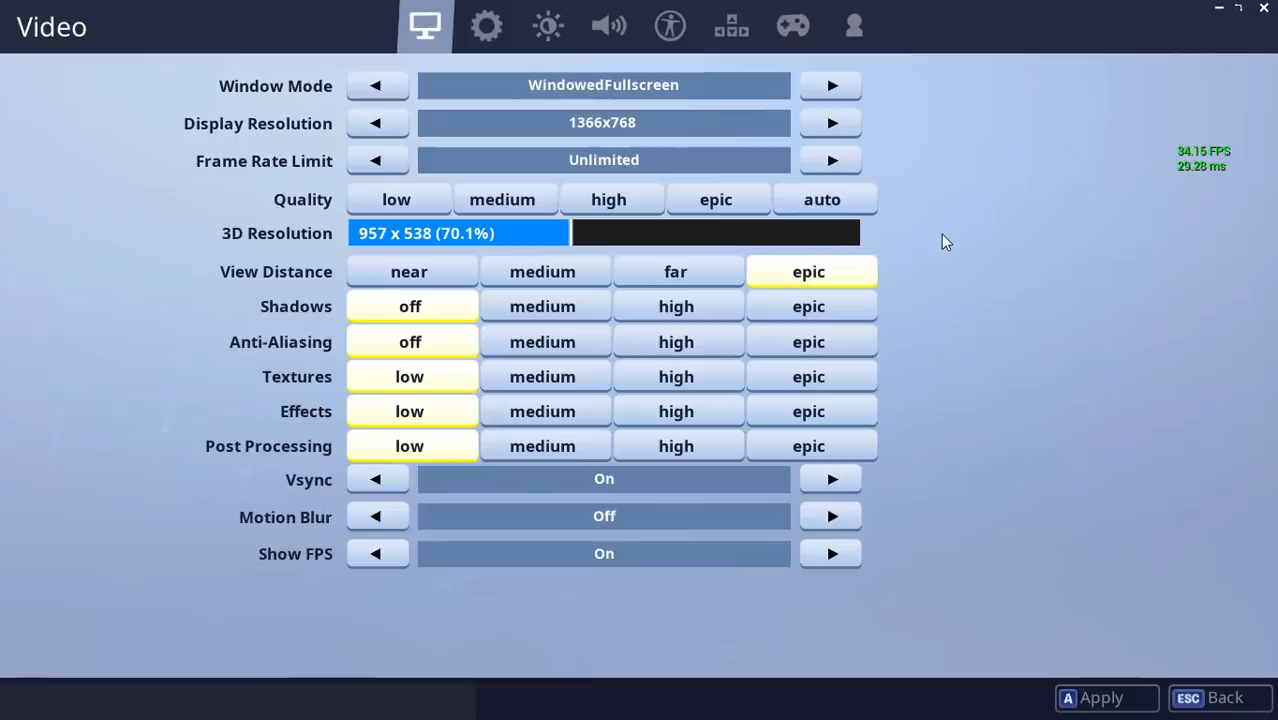 Video
Window Mode ◄ WindowedFullscreen ►
Display Resolution ◄ 1366x768 ►
Frame Rate Limit ◄ Unlimited ►
34.15 FPS
29.28 ms
Quality low medium high epic auto
3D Resolution 957 x 538 (70.1%)
View Distance near medium far epic
Shadows off medium high epic
Anti-Aliasing off medium high epic
Textures low medium high epic
Effects low medium high epic
Post Processing low medium high epic
Vsync ◄ On ►
Motion Blur ◄ Off ►
Show FPS ◄ On ►
A Apply ESC Back